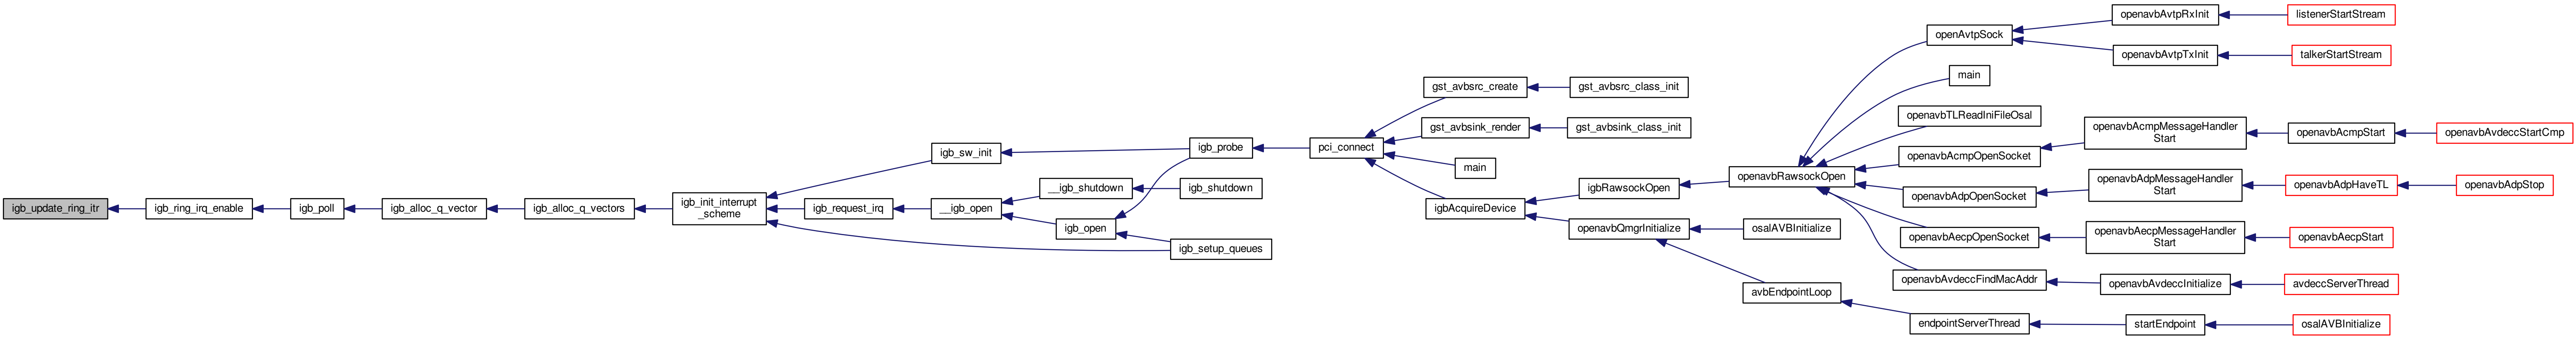 igb_update_ring_itr
igb_ring_irq_enable
igb_poll
igb_alloc_q_vector
igb_alloc_q_vectors
igb_init_interrupt
_scheme
igb_sw_init
igb_request_irq
__igb_open
__igb_shutdown
igb_open
igb_probe
igb_shutdown
igb_setup_queues
pci_connect
gst_avbsrc_create
gst_avbsrc_class_init
gst_avbsink_render
gst_avbsink_class_init
main
igbAcquireDevice
igbRawsockOpen
openavbQmgrInitialize
osalAVBInitialize
avbEndpointLoop
endpointServerThread
startEndpoint
osalAVBInitialize
openavbRawsockOpen
openAvtpSock
openavbAvtpRxInit
listenerStartStream
openavbAvtpTxInit
talkerStartStream
main
openavbTLReadIniFileOsal
openavbAcmpOpenSocket
openavbAcmpMessageHandler
Start
openavbAcmpStart
openavbAvdeccStartCmp
openavbAdpOpenSocket
openavbAdpMessageHandler
Start
openavbAdpHaveTL
openavbAdpStop
openavbAecpOpenSocket
openavbAecpMessageHandler
Start
openavbAecpStart
openavbAvdeccFindMacAddr
openavbAvdeccInitialize
avdeccServerThread